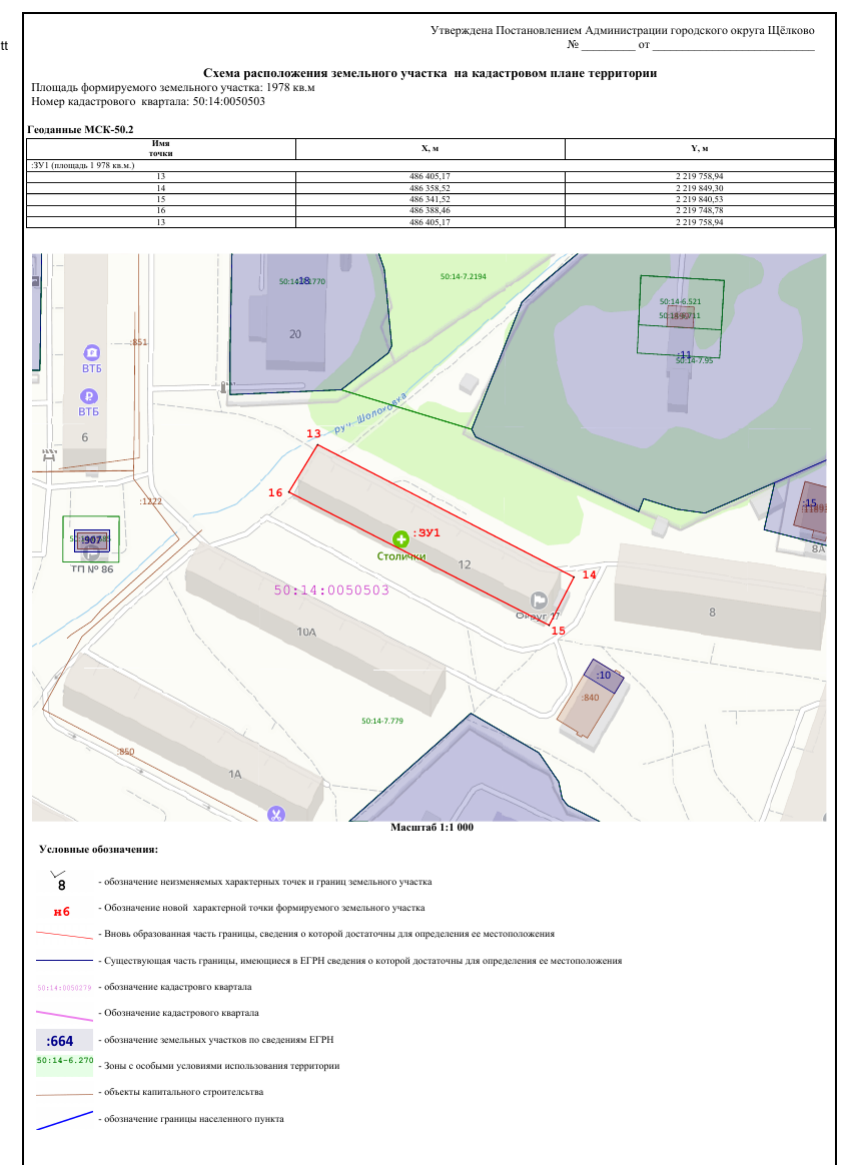 Утверждена Постановлением Администрации городского округа Щёлково
№ _________ от ___________________________
tt
Схема расположения земельного участка на кадастровом плане территории
Площадь формируемого земельного участка: 1978 кв.м
Номер кадастрового квартала: 50:14:0050503
Геоданные МСК-50.2
Имя точки X, м Y, м
:ЗУ1 (площадь 1 978 кв.м.)
13 486 405,17 2 219 758,94
14 486 358,52 2 219 849,30
15 486 341,52 2 219 840,53
16 486 388,46 2 219 748,78
13 486 405,17 2 219 758,94
50:14-7.2194
:18
20
50:14-6.521
:11
50:14-7.95
:851
ВТБ
ВТБ
6
руч. Шолоховка
13
16
:1222
:ЗУ1
Столички
12
14
15
:15
8А
907
ТП № 86
50:14:0050503
10А
Округ 17
8
:10
:840
50:14-7.779
:850
1А
Масштаб 1:1 000
Условные обозначения:
8 - обозначение неизменяемых характерных точек и границ земельного участка
н6 - Обозначение новой характерной точки формируемого земельного участка
- Вновь образованная часть границы, сведения о которой достаточны для определения ее местоположения
- Существующая часть границы, имеющиеся в ЕГРН сведения о которой достаточны для определения ее местоположения
50:14:0050279 - обозначение кадастрвго квартала
- Обозначение кадастрового квартала
:664 - обозначение земельных участков по сведениям ЕГРН
50:14-6.270 - Зоны с особыми условиями использования территории
- объекты капитального строителсьтва
- обозначение границы населенного пункта